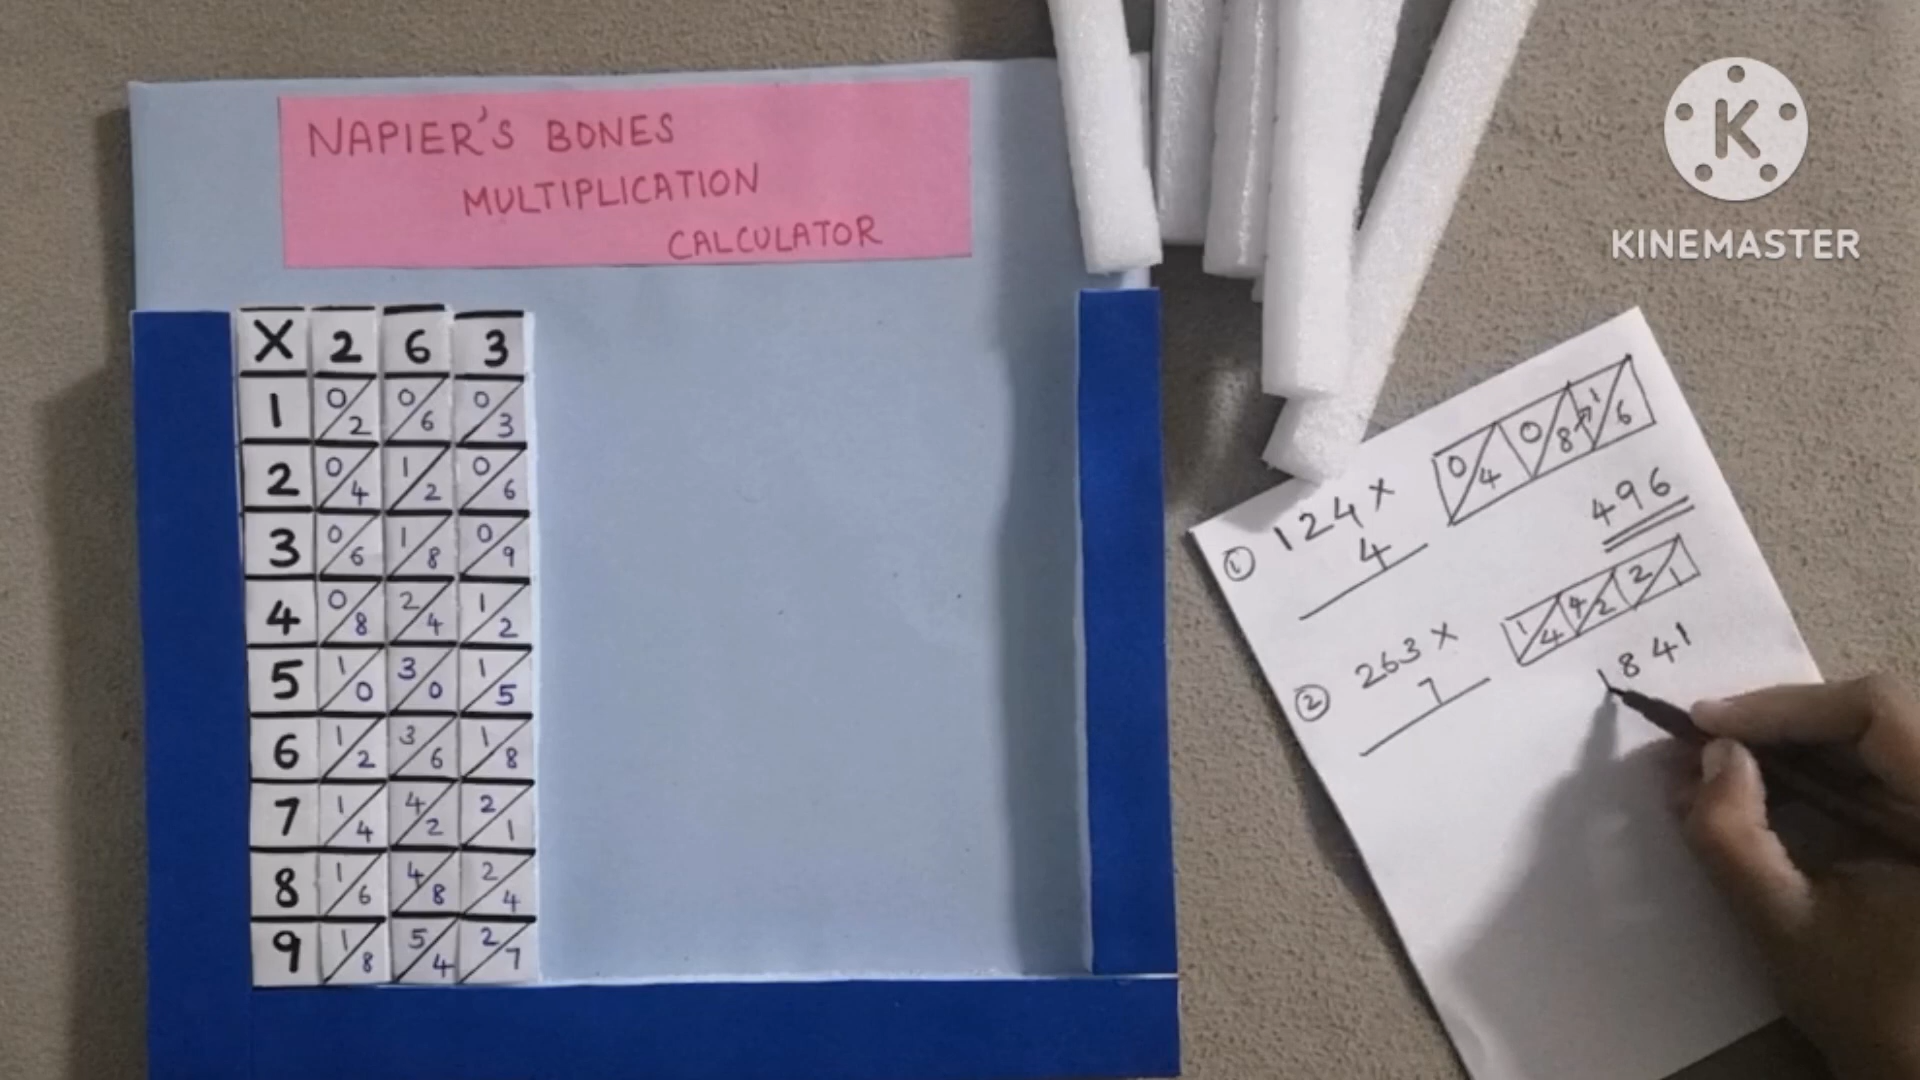 NAPIER'S BONES
MULTIPLICATION
CALCULATOR
X 2 6 3
1 0/2 0/6 0/3
2 0/4 1/2 0/6
3 0/6 1/8 0/9
4 0/8 2/4 1/2
5 1/0 3/0 1/5
6 1/2 3/6 1/8
7 1/4 4/2 2/1
8 1/6 4/8 2/4
9 1/8 5/4 2/7
① 124 x
4
0/4 0/8 1/6
496
② 263 x
7
1/4 4/2 2/1
1841
K
KINEMASTER